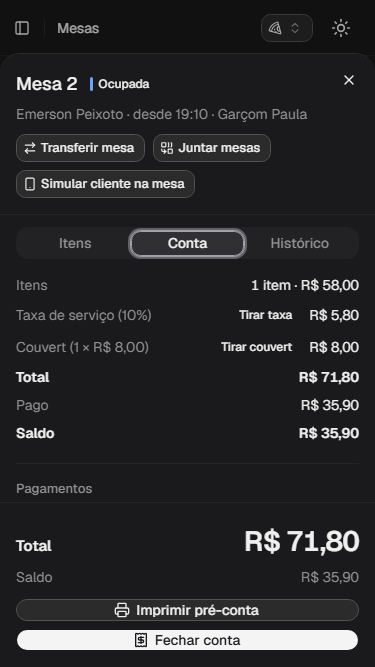 Mesas
Mesa 2 Ocupada
Emerson Peixoto · desde 19:10 · Garçom Paula
Transferir mesa Juntar mesas
Simular cliente na mesa
Itens Conta Histórico
Itens 1 item · R$ 58,00
Taxa de serviço (10%) Tirar taxa R$ 5,80
Couvert (1 × R$ 8,00) Tirar couvert R$ 8,00
Total R$ 71,80
Pago R$ 35,90
Saldo R$ 35,90
Pagamentos
Total R$ 71,80
Saldo R$ 35,90
Imprimir pré-conta
Fechar conta